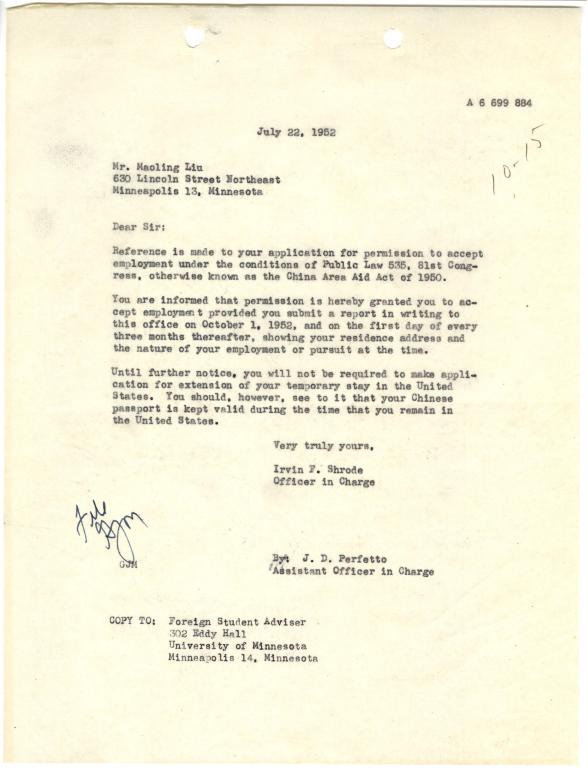 A 6 699 884
July 22, 1952
10-15
Mr. Maoling Liu
630 Lincoln Street Northeast
Minneapolis 13, Minnesota
Dear Sir:
Reference is made to your application for permission to accept
employment under the conditions of Public Law 535, 81st Cong-
ress, otherwise known as the China Area Aid Act of 1950.
You are informed that permission is hereby granted you to ac-
cept employment provided you submit a report in writing to
this office on October 1, 1952, and on the first day of every
three months thereafter, showing your residence address and
the nature of your employment or pursuit at the time.
Until further notice, you will not be required to make appli-
cation for extension of your temporary stay in the United
States. You should, however, see to it that your Chinese
passport is kept valid during the time that you remain in
the United States.
Very truly yours,
Irvin F. Shrode
Officer in Charge
File
GJM
By: J. D. Perfetto
Assistant Officer in Charge
COPY TO: Foreign Student Adviser
302 Eddy Hall
University of Minnesota
Minneapolis 14, Minnesota